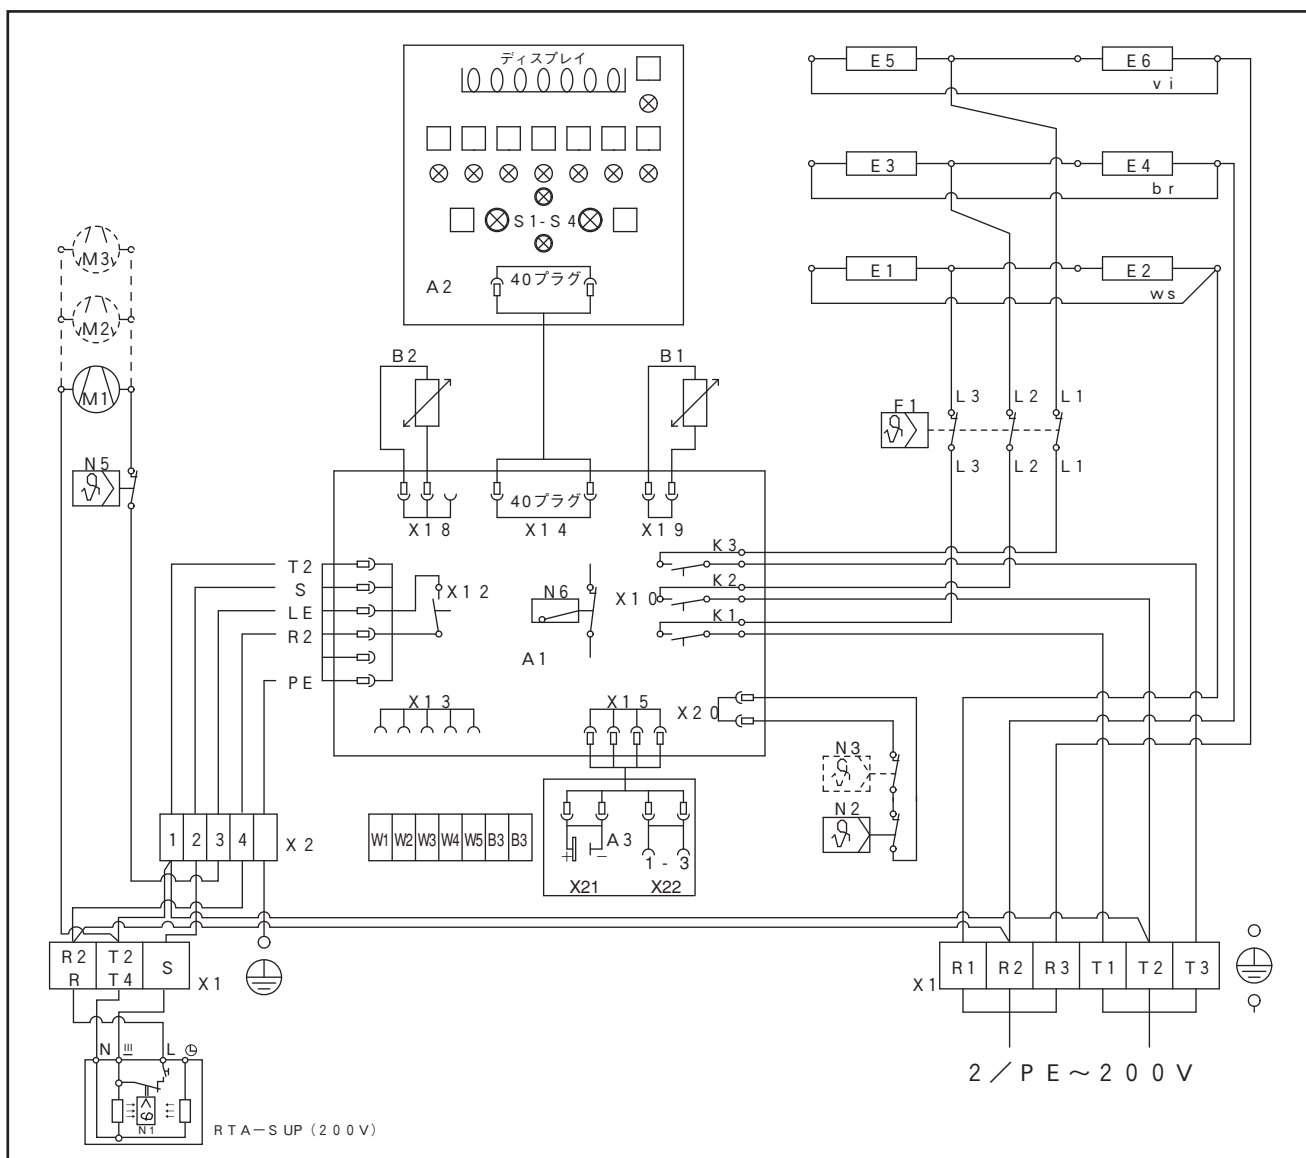 ディスプレイ
E5
E6
vi
E3
E4
br
S1-S4
E1
E2
ws
A2
40プラグ
M3
M2
M1
N5
B2
B1
F1
L3 L2 L1
L3 L2 L1
X18
40プラグ
X14
X19
T2
S
LE
R2
PE
X12
N6
A1
X10
K3
K2
K1
X13
X15
X20
N3
N2
1 2 3 4
X2
W1 W2 W3 W4 W5 B3 B3
A3
+ -
1-3
X21
X22
R2 T2 S
R T4
X1
X1
R1 R2 R3 T1 T2 T3
N L
N1
RTA-SUP(200V)
2/PE~200V